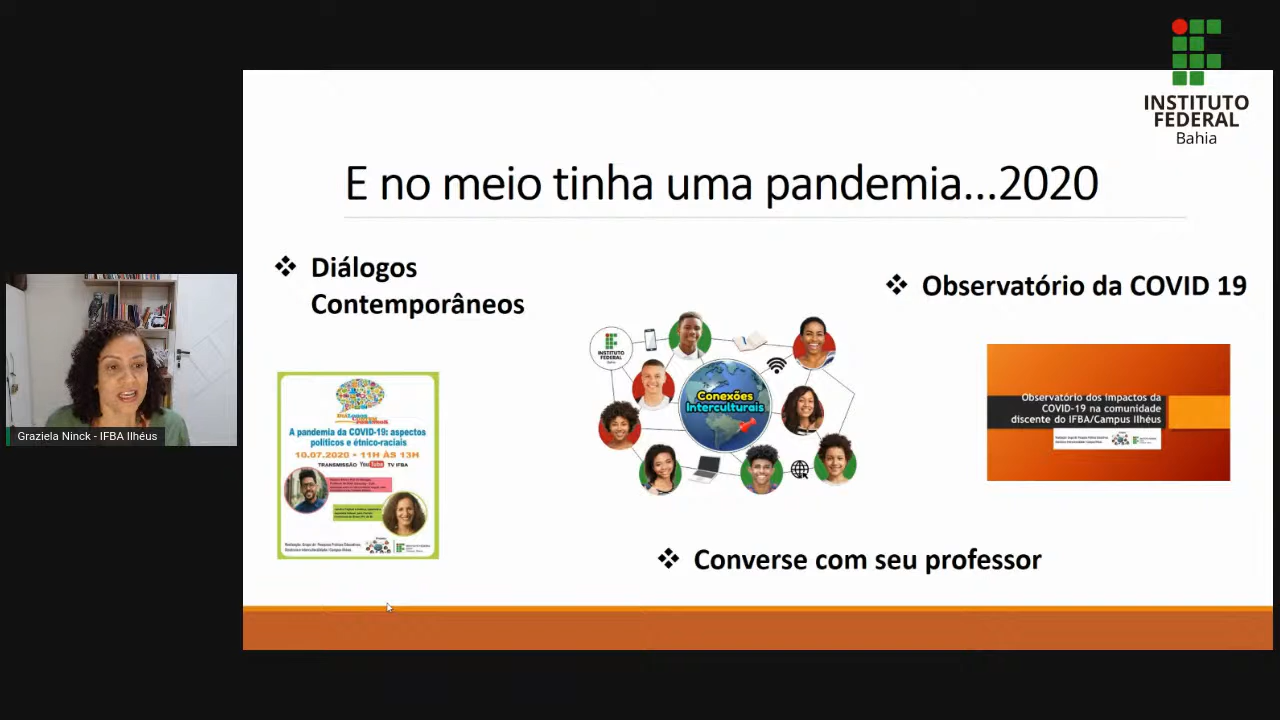 INSTITUTO
FEDERAL
Bahia
E no meio tinha uma pandemia...2020
❖ Diálogos
Contemporâneos
❖ Observatório da COVID 19
INSTITUTO
FEDERAL
Conexões
Interculturais
A pandemia da COVID-19: aspectos
políticos e étnico-raciais
10.07.2020 - 11H ÀS 13H
TRANSMISSÃO YouTube TV IFBA
Observatório dos impactos da
COVID-19 na comunidade
discente do IFBA/Campus Ilhéus
Graziela Ninck - IFBA Ilhéus
❖ Converse com seu professor